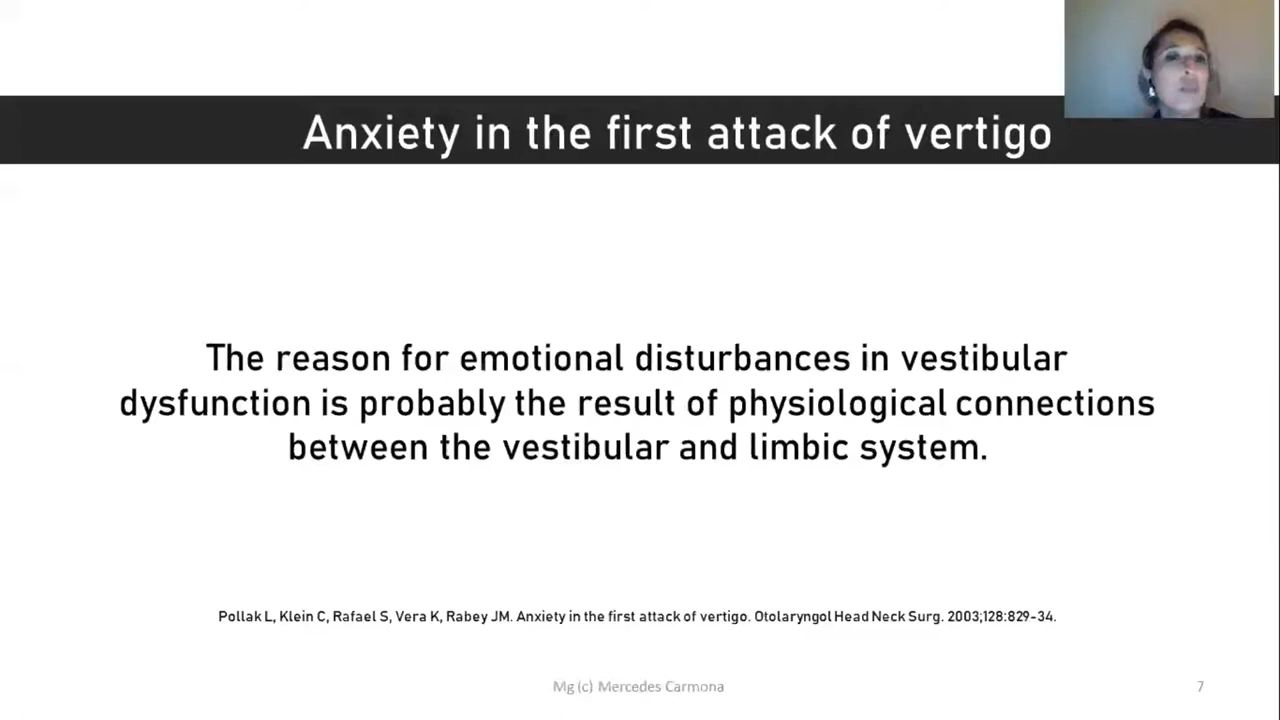 Anxiety in the first attack of vertigo
The reason for emotional disturbances in vestibular
dysfunction is probably the result of physiological connections
between the vestibular and limbic system.
Pollak L, Klein C, Rafael S, Vera K, Rabey JM. Anxiety in the first attack of vertigo. Otolaryngol Head Neck Surg. 2003;128:829-34.
Mg (c) Mercedes Carmona
7